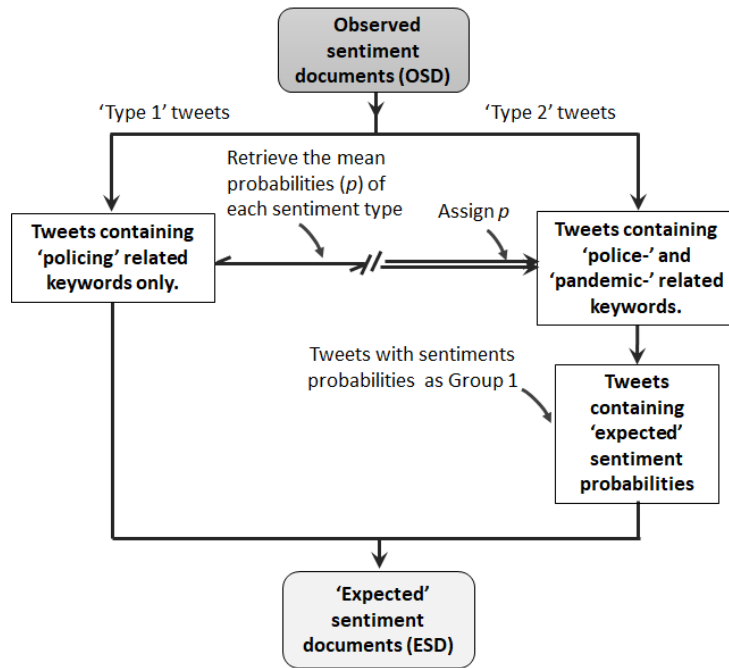 Observed
sentiment
documents (OSD)
‘Type 1’ tweets
‘Type 2’ tweets
Retrieve the mean
probabilities (p) of
each sentiment type
Assign p
Tweets containing
‘policing’ related
keywords only.
Tweets containing
‘police-’ and
‘pandemic-’ related
keywords.
Tweets with sentiments
probabilities as Group 1
Tweets
containing
‘expected’
sentiment
probabilities
‘Expected’
sentiment
documents (ESD)